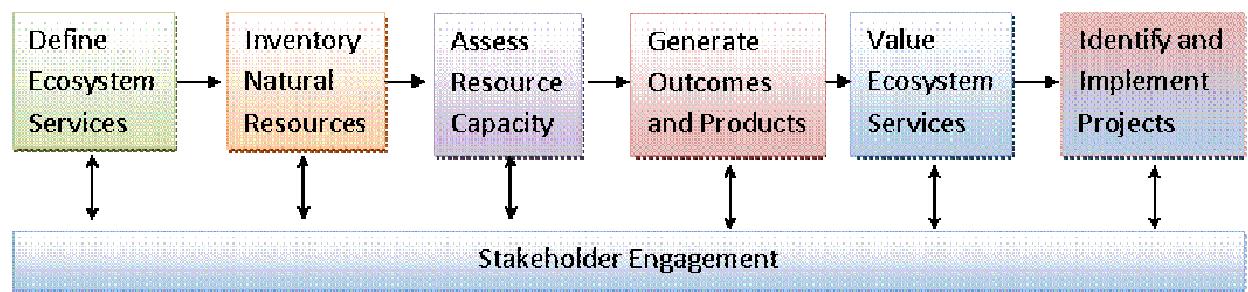 Define
Ecosystem
Services
Inventory
Natural
Resources
Assess
Resource
Capacity
Generate
Outcomes
and Products
Value
Ecosystem
Services
Identify and
Implement
Projects
Stakeholder Engagement